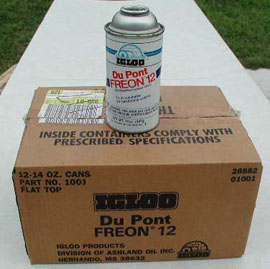 IGLOO
Du Pont
FREON 12
INSIDE CONTAINERS COMPLY WITH
PRESCRIBED SPECIFICATIONS
12-14 OZ. CANS
PART NO. 1001
FLAT TOP
28882
01001
IGLOO
Du Pont
FREON® 12
IGLOO PRODUCTS
DIVISION OF ASHLAND OIL INC.
HERNANDO, MS 38632